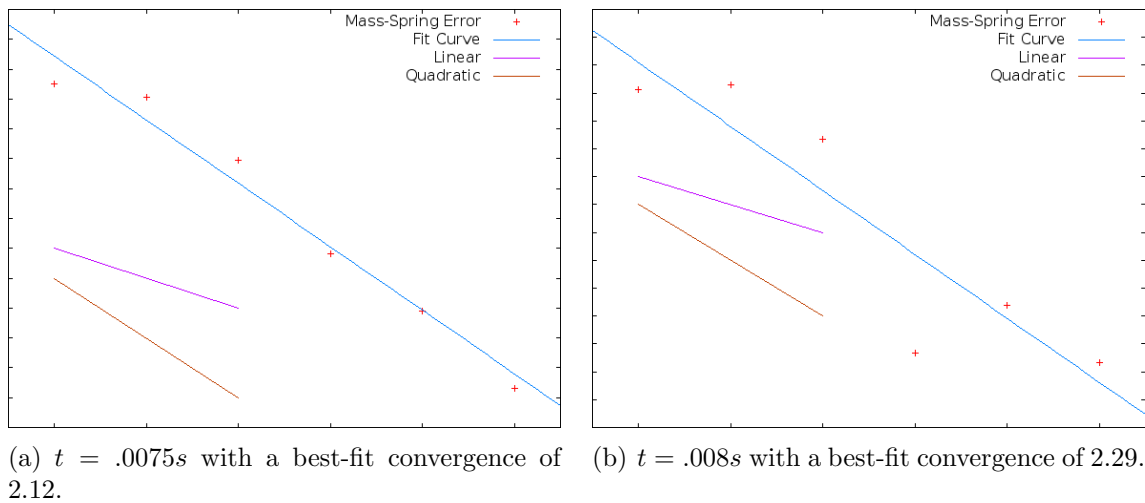 Mass-Spring Error
Fit Curve
Linear
Quadratic
Mass-Spring Error
Fit Curve
Linear
Quadratic
(a) t = .0075s with a best-fit convergence of
2.12.
(b) t = .008s with a best-fit convergence of 2.29.